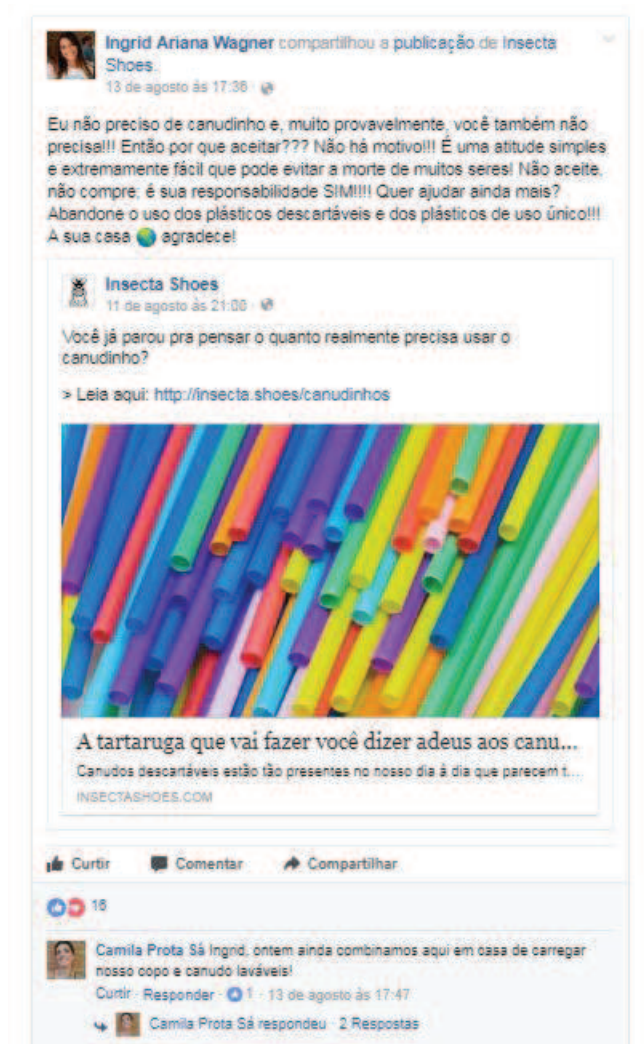 Ingrid Ariana Wagner compartilhou a publicação de Insecta
Shoes.
13 de agosto às 17:36
Eu não preciso de canudinho e, muito provavelmente, você também não
precisa!!! Então por que aceitar??? Não há motivo!!! É uma atitude simples
e extremamente fácil que pode evitar a morte de muitos seres! Não aceite,
não compre, é sua responsabilidade SIM!!!! Quer ajudar ainda mais?
Abandone o uso dos plásticos descartáveis e dos plásticos de uso único!!!
A sua casa 🌎 agradece!
Insecta Shoes
11 de agosto às 21:00
Você já parou pra pensar o quanto realmente precisa usar o
canudinho?
> Leia aqui: http://insecta.shoes/canudinhos
A tartaruga que vai fazer você dizer adeus aos canu...
Canudos descartáveis estão tão presentes no nosso dia à dia que parecem t...
INSECTASHOES.COM
Curtir Comentar Compartilhar
16
Camila Prota Sá Ingrid, ontem ainda combinamos aqui em casa de carregar
nosso copo e canudo laváveis!
Curtir · Responder · 1 · 13 de agosto às 17:47
Camila Prota Sá respondeu · 2 Respostas